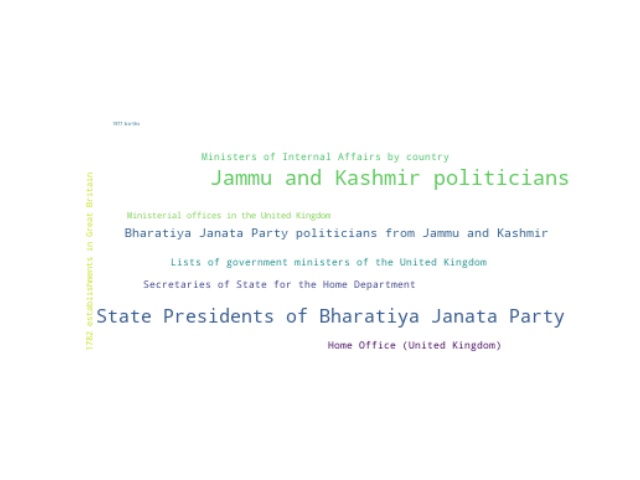 1977 births
Ministers of Internal Affairs by country
Jammu and Kashmir politicians
1782 establishments in Great Britain
Ministerial offices in the United Kingdom
Bharatiya Janata Party politicians from Jammu and Kashmir
Lists of government ministers of the United Kingdom
Secretaries of State for the Home Department
State Presidents of Bharatiya Janata Party
Home Office (United Kingdom)